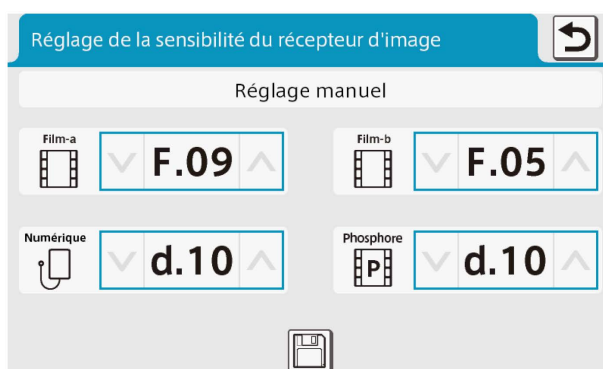 Réglage de la sensibilité du récepteur d'image
Réglage manuel
Film-a
F.09
Film-b
F.05
Numérique
d.10
Phosphore
P
d.10